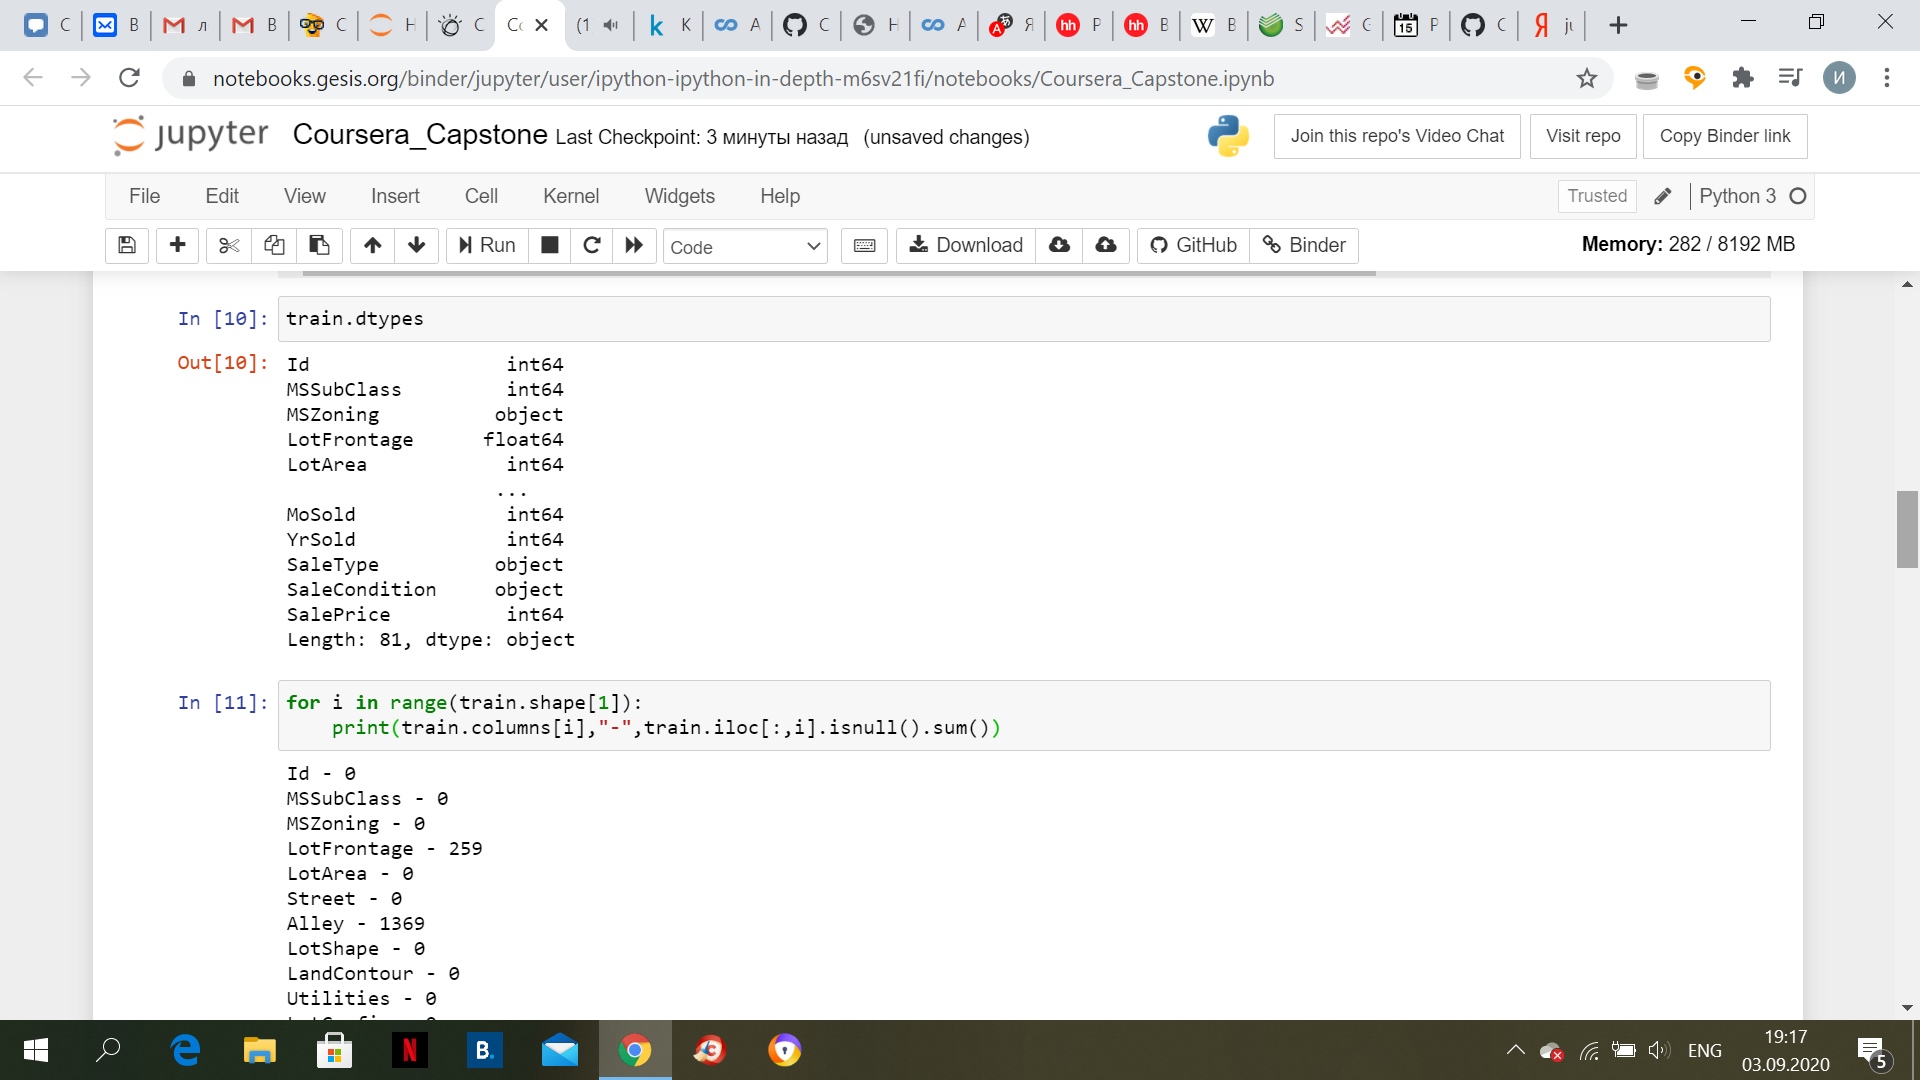 C B л B C H C Co (1 K A C H A Я P B B S C P C ju
notebooks.gesis.org/binder/jupyter/user/ipython-ipython-in-depth-m6sv21fi/notebooks/Coursera_Capstone.ipynb
И
jupyter Coursera_Capstone Last Checkpoint: 3 минуты назад (unsaved changes)
Join this repo's Video Chat Visit repo Copy Binder link
File Edit View Insert Cell Kernel Widgets Help Trusted Python 3
Run Code Download GitHub Binder Memory: 282 / 8192 MB
In [10]: train.dtypes
Out[10]: Id int64
MSSubClass int64
MSZoning object
LotFrontage float64
LotArea int64
...
MoSold int64
YrSold int64
SaleType object
SaleCondition object
SalePrice int64
Length: 81, dtype: object
In [11]: for i in range(train.shape[1]):
print(train.columns[i],"-",train.iloc[:,i].isnull().sum())
Id - 0
MSSubClass - 0
MSZoning - 0
LotFrontage - 259
LotArea - 0
Street - 0
Alley - 1369
LotShape - 0
LandContour - 0
Utilities - 0
ENG 19:17
03.09.2020 5